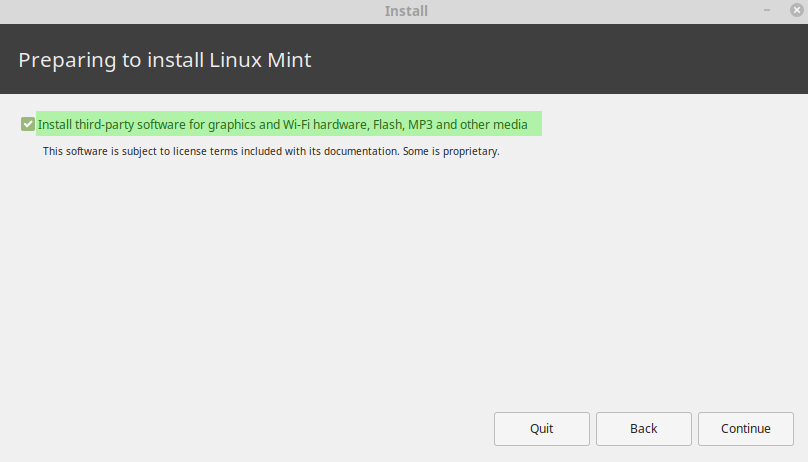 Install
Preparing to install Linux Mint
Install third-party software for graphics and Wi-Fi hardware, Flash, MP3 and other media
This software is subject to license terms included with its documentation. Some is proprietary.
Quit Back Continue